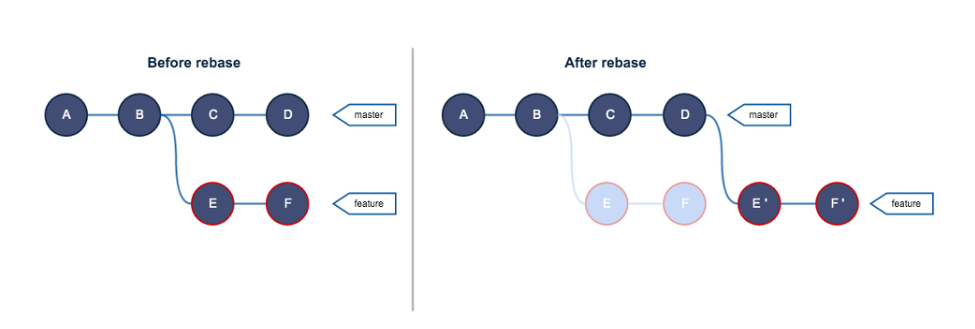 Before rebase
A B C D master
E F feature
After rebase
A B C D master
E F E' F' feature